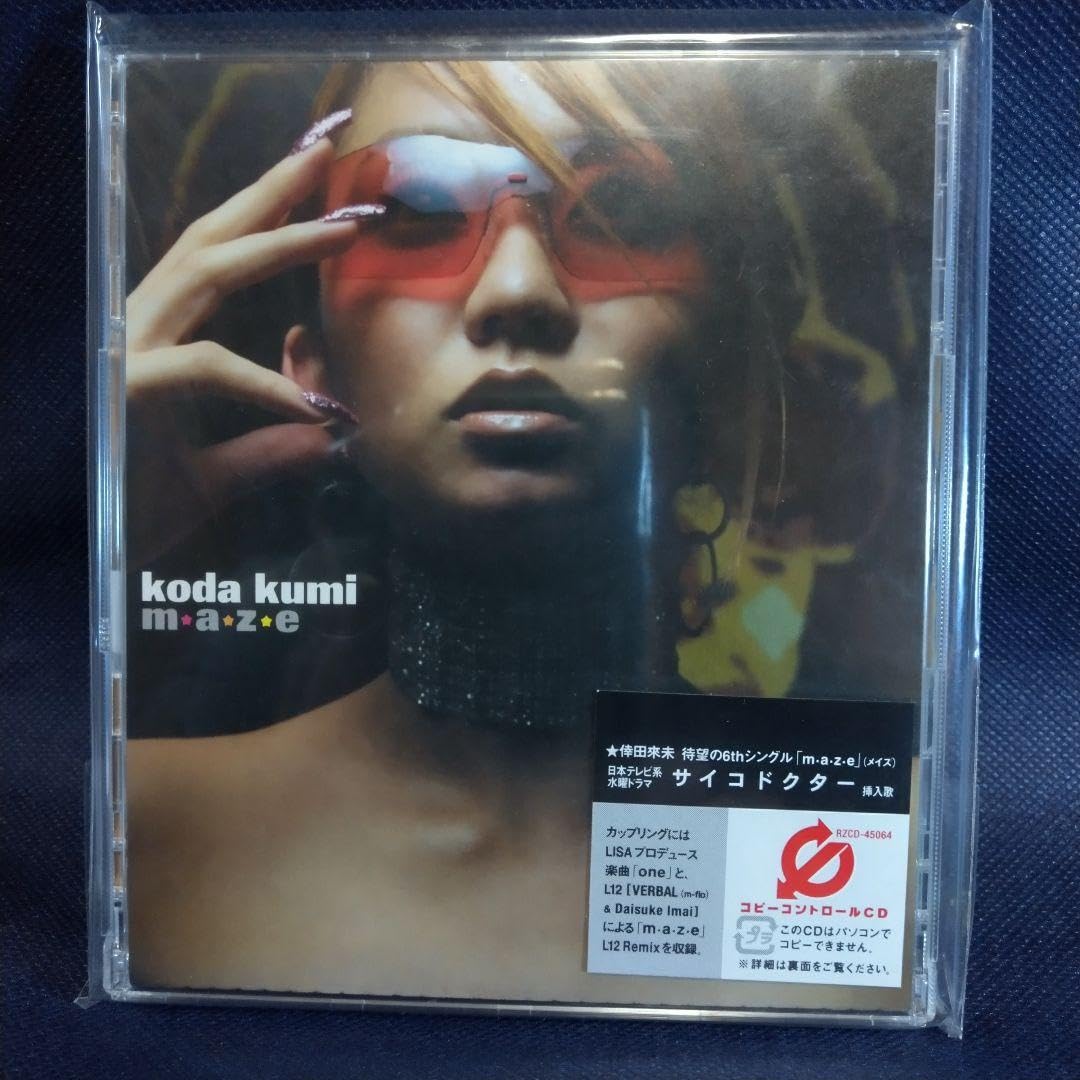 koda kumi
m★a★z★e
★倖田來未 待望の6thシングル「m・a・z・e」(メイズ)
日本テレビ系
水曜ドラマ サイコドクター 挿入歌
カップリングには
LISAプロデュース
楽曲「one」と、
L12 [VERBAL (m-flo)
& Daisuke Imai]
による「m・a・z・e」
L12 Remixを収録。
RZCD-45064
コピーコントロールCD
プラ
このCDはパソコンで
コピーできません。
※詳細は裏面をご覧ください。